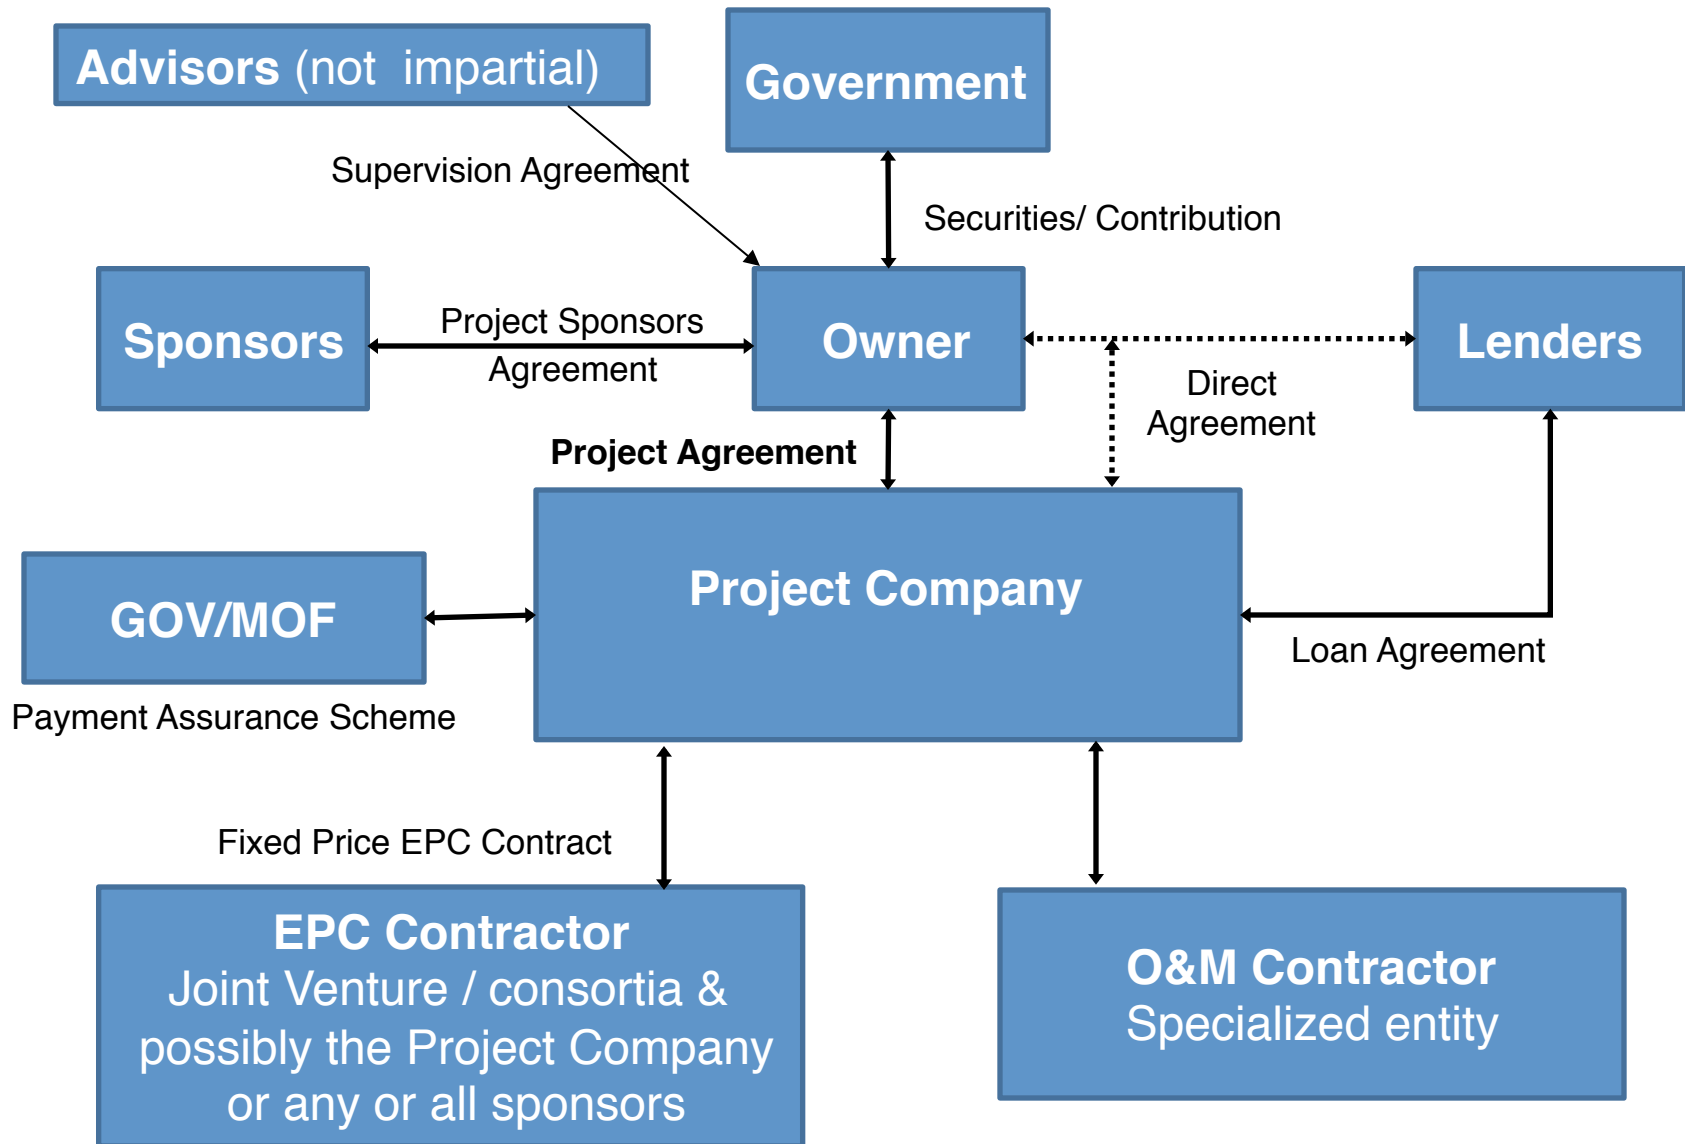 Advisors (not impartial)
Government
Supervision Agreement
Securities/ Contribution
Sponsors
Project Sponsors
Agreement
Owner
Direct
Agreement
Lenders
Project Agreement
Project Company
GOV/MOF
Payment Assurance Scheme
Loan Agreement
Fixed Price EPC Contract
EPC Contractor
Joint Venture / consortia &
possibly the Project Company
or any or all sponsors
O&M Contractor
Specialized entity